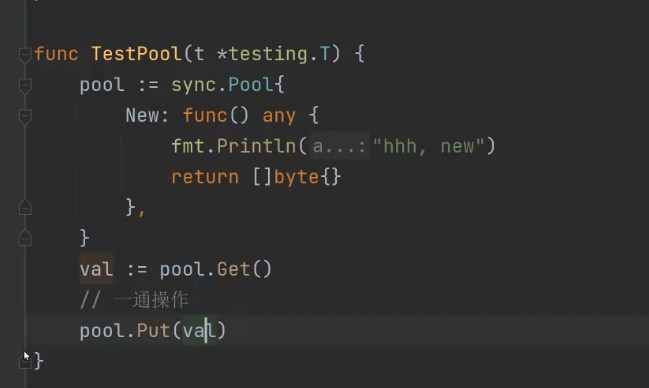 func TestPool(t *testing.T) {
    pool := sync.Pool{
        New: func() any {
            fmt.Println( a...: "hhh, new")
            return []byte{}
        },
    }
    val := pool.Get()
    // 一通操作
    pool.Put(val)
}